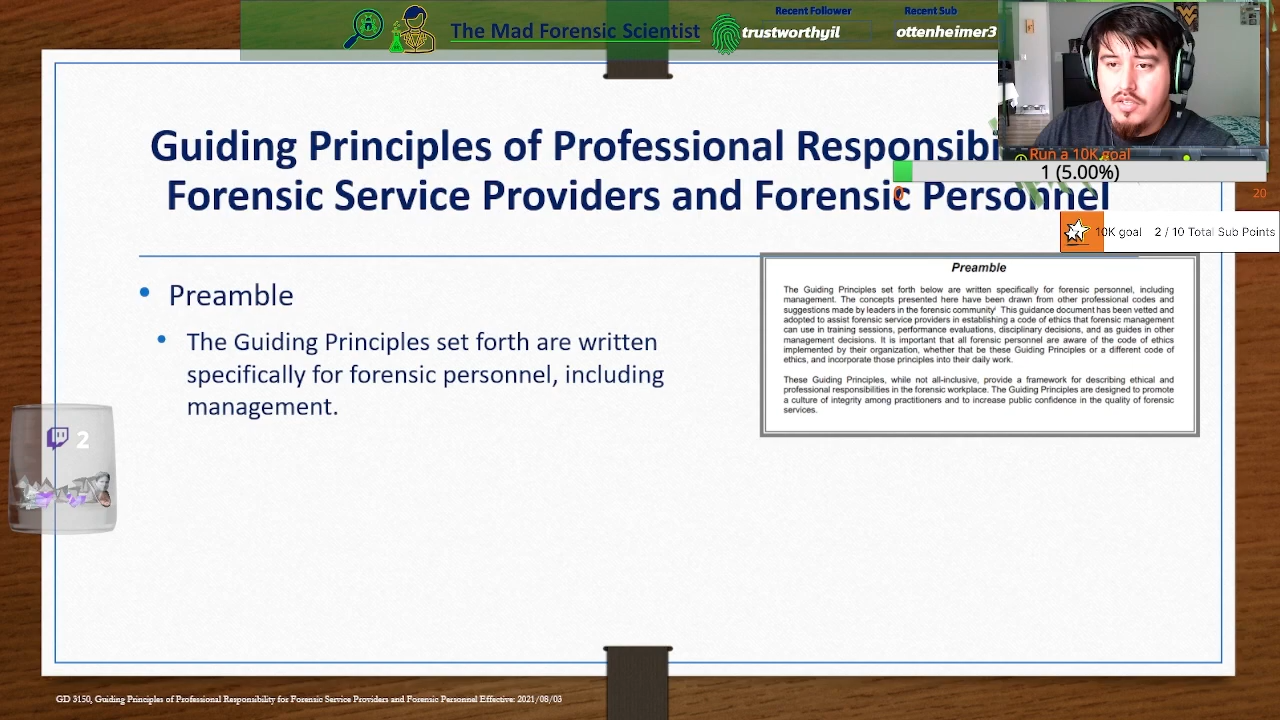 The Mad Forensic Scientist
Recent Follower
trustworthyil
Recent Sub
ottenheimer3
Run a 10K goal
1 (5.00%)
0
20
10K goal 2 / 10 Total Sub Points
Guiding Principles of Professional Responsibi
Forensic Service Providers and Forensic Personnel
• Preamble
• The Guiding Principles set forth are written
specifically for forensic personnel, including
management.
Preamble
The Guiding Principles set forth below are written specifically for forensic personnel, including
management. The concepts presented here have been drawn from other professional codes and
suggestions made by leaders in the forensic community This guidance document has been vetted and
adopted to assist forensic service providers in establishing a code of ethics that forensic management
can use in training sessions, performance evaluations, disciplinary decisions, and as guides in other
management decisions. It is important that all forensic personnel are aware of the code of ethics
implemented by their organization, whether that be these Guiding Principles or a different code of
ethics, and incorporate those principles into their daily work.
These Guiding Principles, while not all-inclusive, provide a framework for describing ethical and
professional responsibilities in the forensic workplace. The Guiding Principles are designed to promote
a culture of integrity among practitioners and to increase public confidence in the quality of forensic
services.
2
GD 3150, Guiding Principles of Professional Responsibility for Forensic Service Providers and Forensic Personnel Effective: 2021/08/03